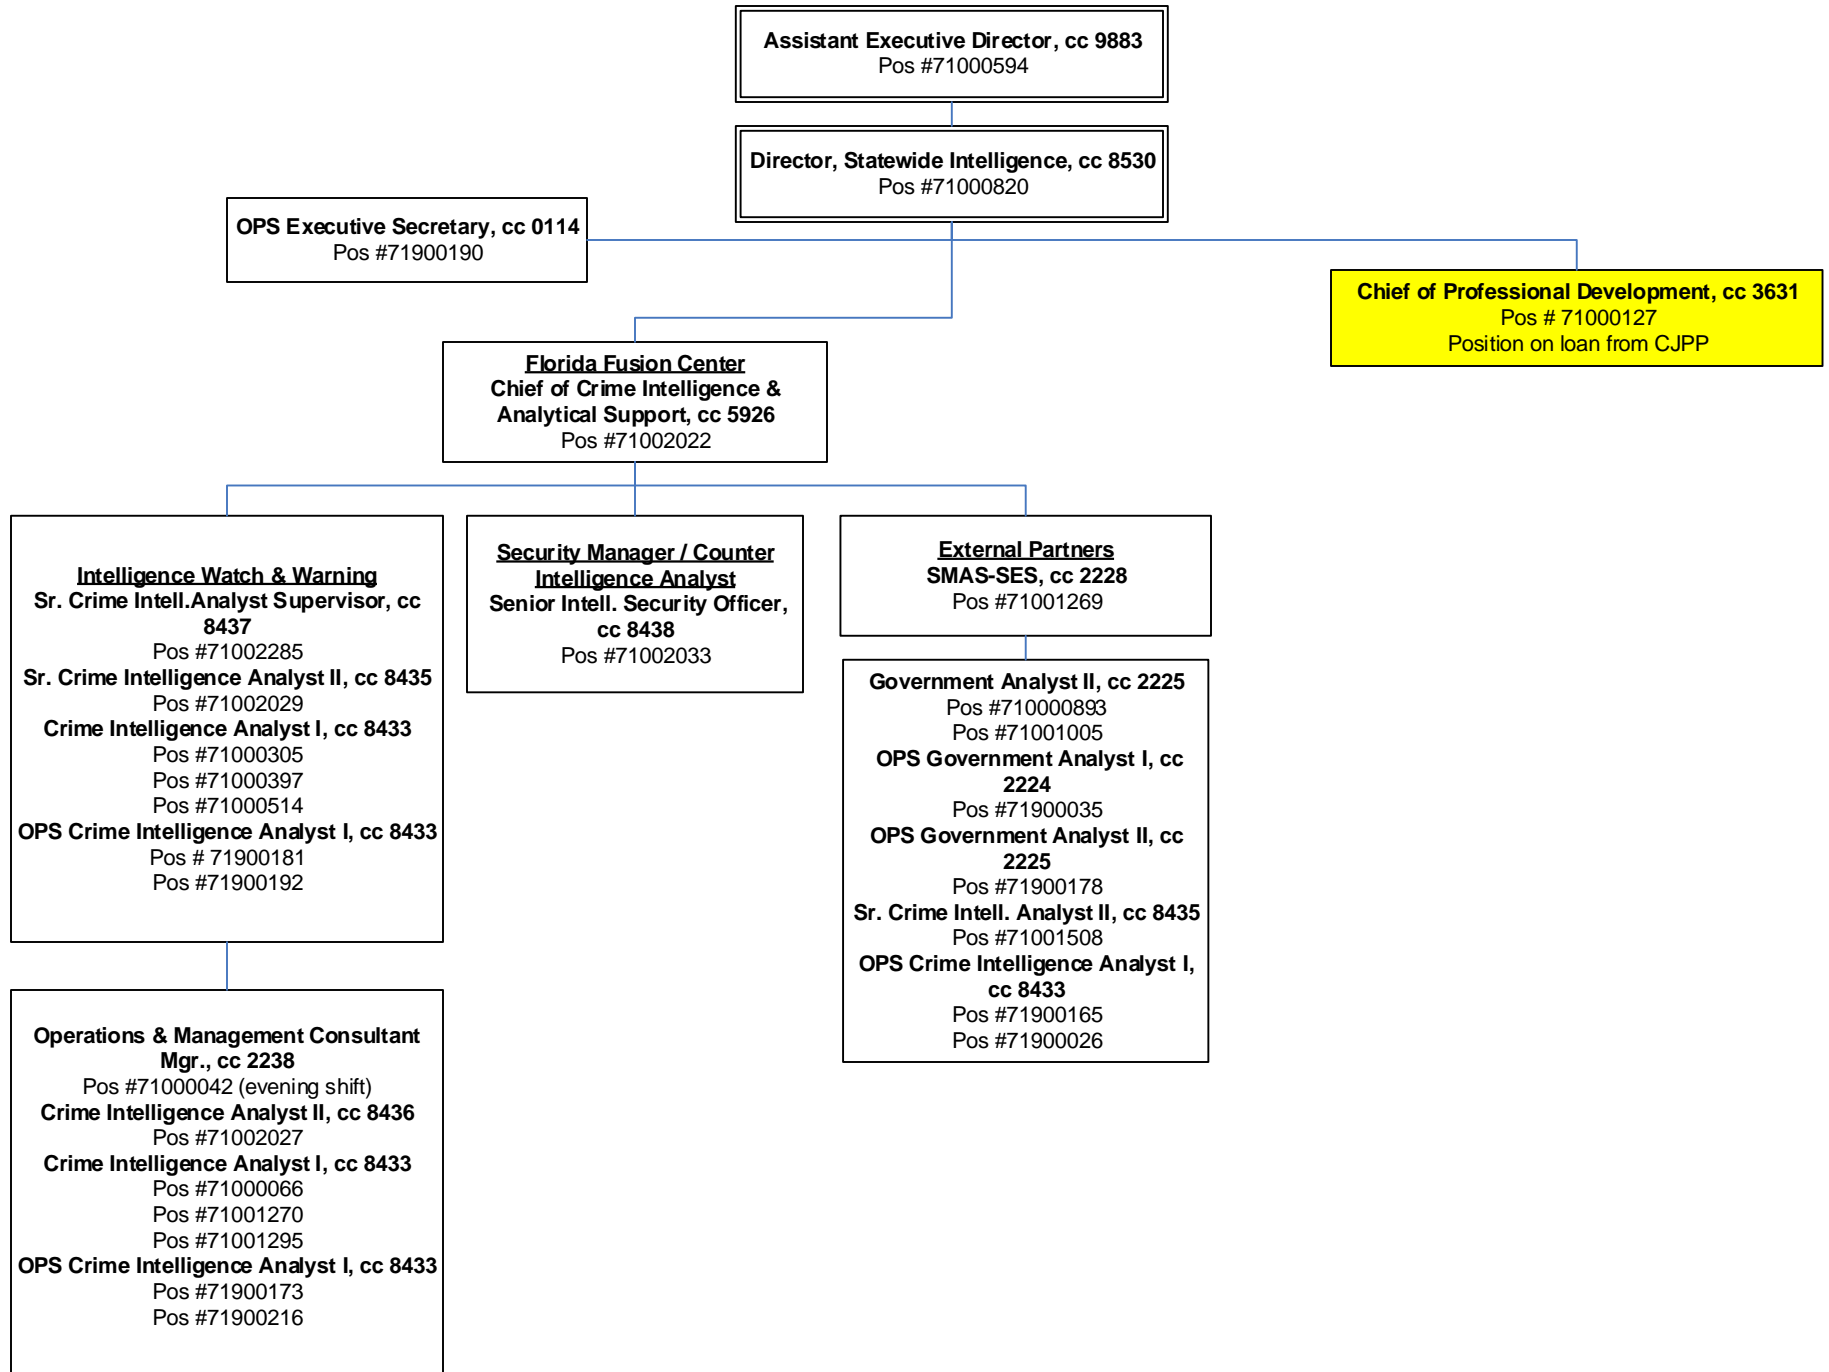 Assistant Executive Director, cc 9883
Pos #71000594
Director, Statewide Intelligence, cc 8530
Pos #71000820
OPS Executive Secretary, cc 0114
Pos #71900190
Chief of Professional Development, cc 3631
Pos # 71000127
Position on loan from CJPP
Florida Fusion Center
Chief of Crime Intelligence &
Analytical Support, cc 5926
Pos #71002022
Intelligence Watch & Warning
Sr. Crime Intell.Analyst Supervisor, cc
8437
Pos #71002285
Sr. Crime Intelligence Analyst II, cc 8435
Pos #71002029
Crime Intelligence Analyst I, cc 8433
Pos #71000305
Pos #71000397
Pos #71000514
OPS Crime Intelligence Analyst I, cc 8433
Pos # 71900181
Pos #71900192
Security Manager / Counter
Intelligence Analyst
Senior Intell. Security Officer,
cc 8438
Pos #71002033
External Partners
SMAS-SES, cc 2228
Pos #71001269
Government Analyst II, cc 2225
Pos #710000893
Pos #71001005
OPS Government Analyst I, cc
2224
Pos #71900035
OPS Government Analyst II, cc
2225
Pos #71900178
Sr. Crime Intell. Analyst II, cc 8435
Pos #71001508
OPS Crime Intelligence Analyst I,
cc 8433
Pos #71900165
Pos #71900026
Operations & Management Consultant
Mgr., cc 2238
Pos #71000042 (evening shift)
Crime Intelligence Analyst II, cc 8436
Pos #71002027
Crime Intelligence Analyst I, cc 8433
Pos #71000066
Pos #71001270
Pos #71001295
OPS Crime Intelligence Analyst I, cc 8433
Pos #71900173
Pos #71900216